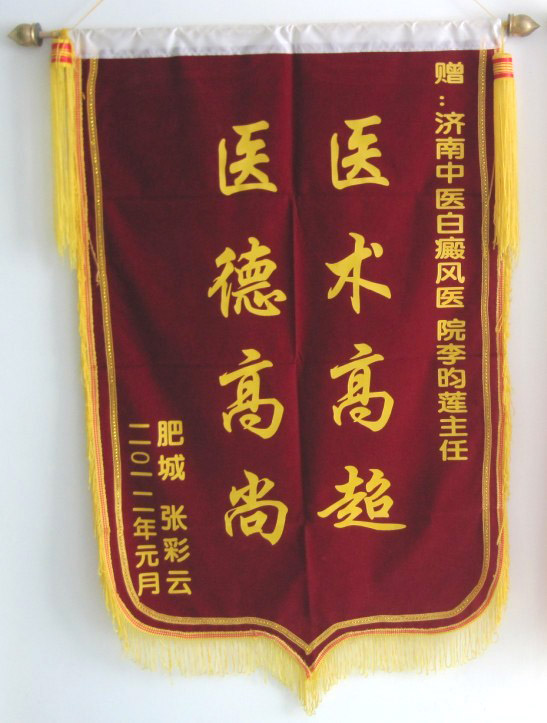 赠：济南中医白癜风医 院李昀莲主任
医术高超
医德高尚
肥城 张彩云
二〇一二年元月